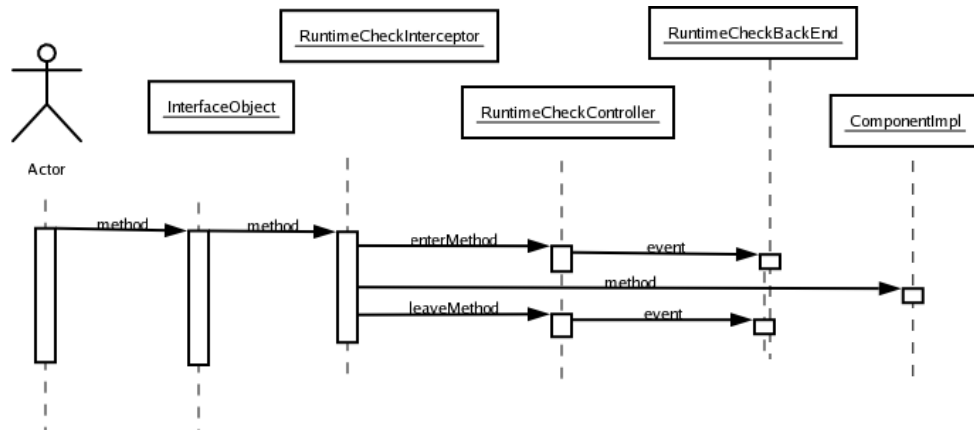 RuntimeCheckInterceptor
RuntimeCheckBackEnd
InterfaceObject
RuntimeCheckController
ComponentImpl
Actor
method
method
enterMethod
event
method
leaveMethod
event